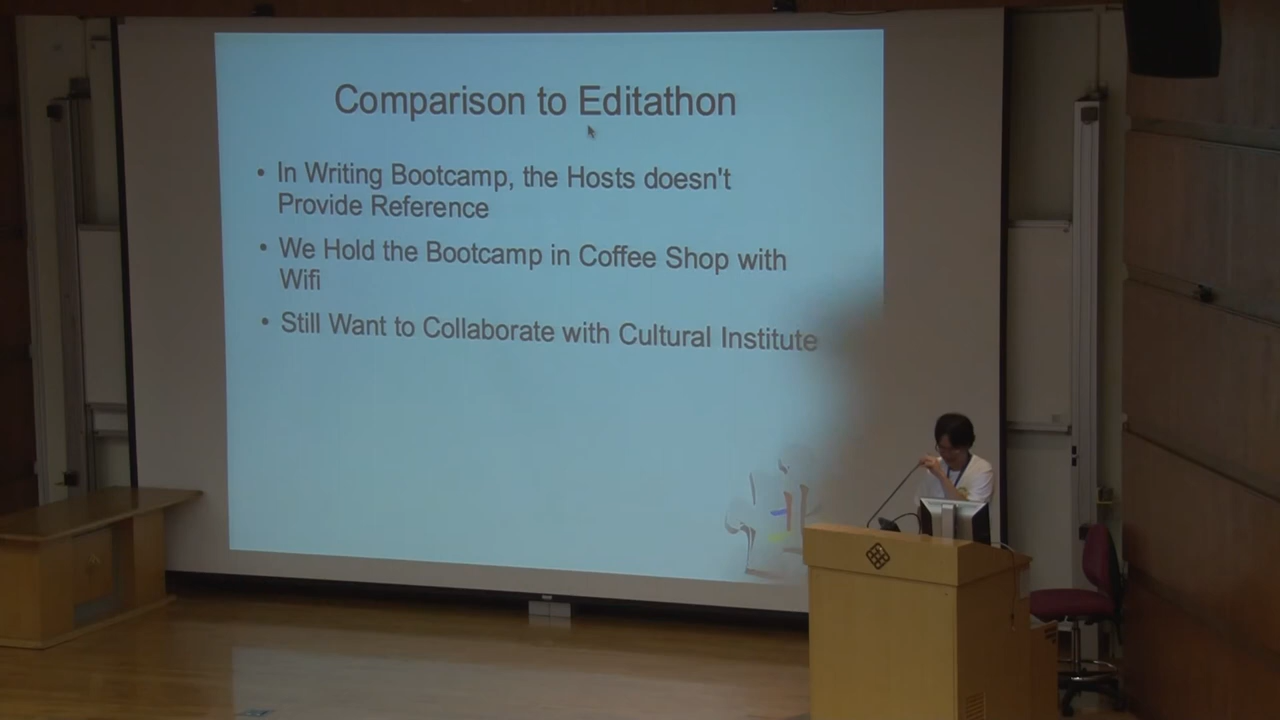 Comparison to Editathon
• In Writing Bootcamp, the Hosts doesn't
Provide Reference
• We Hold the Bootcamp in Coffee Shop with
Wifi
• Still Want to Collaborate with Cultural Institute